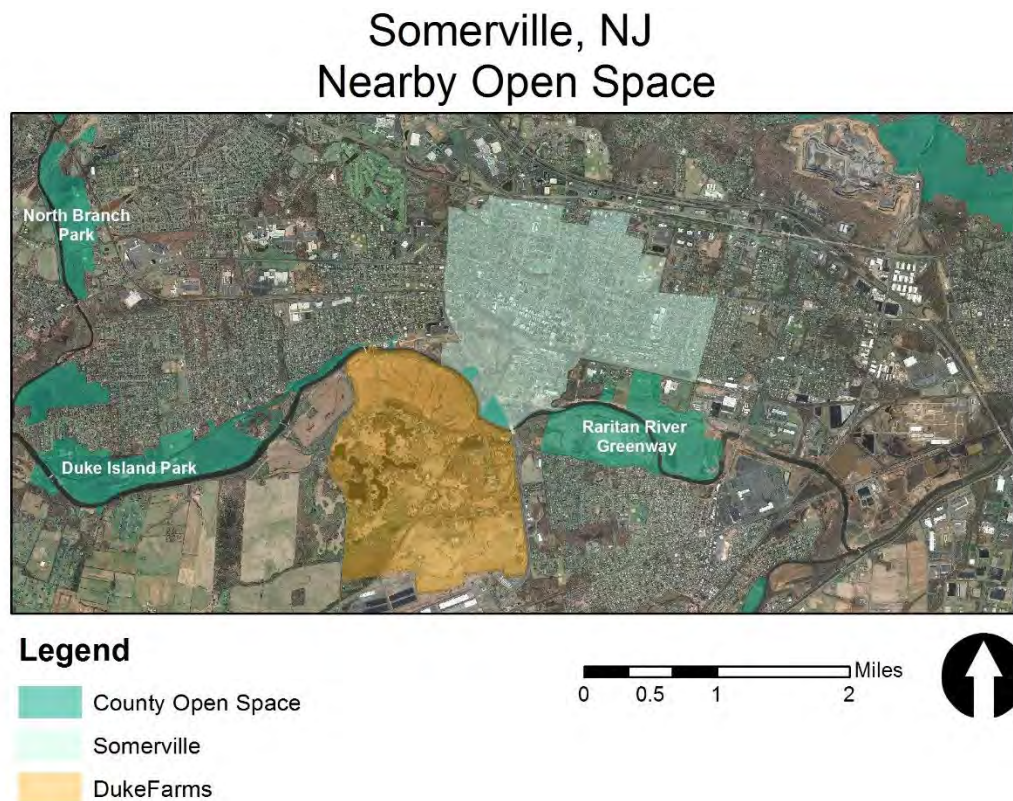 Somerville, NJ
Nearby Open Space
North Branch
Park
Duke Island Park
Raritan River
Greenway
Legend
County Open Space
Somerville
DukeFarms
Miles
0 0.5 1 2